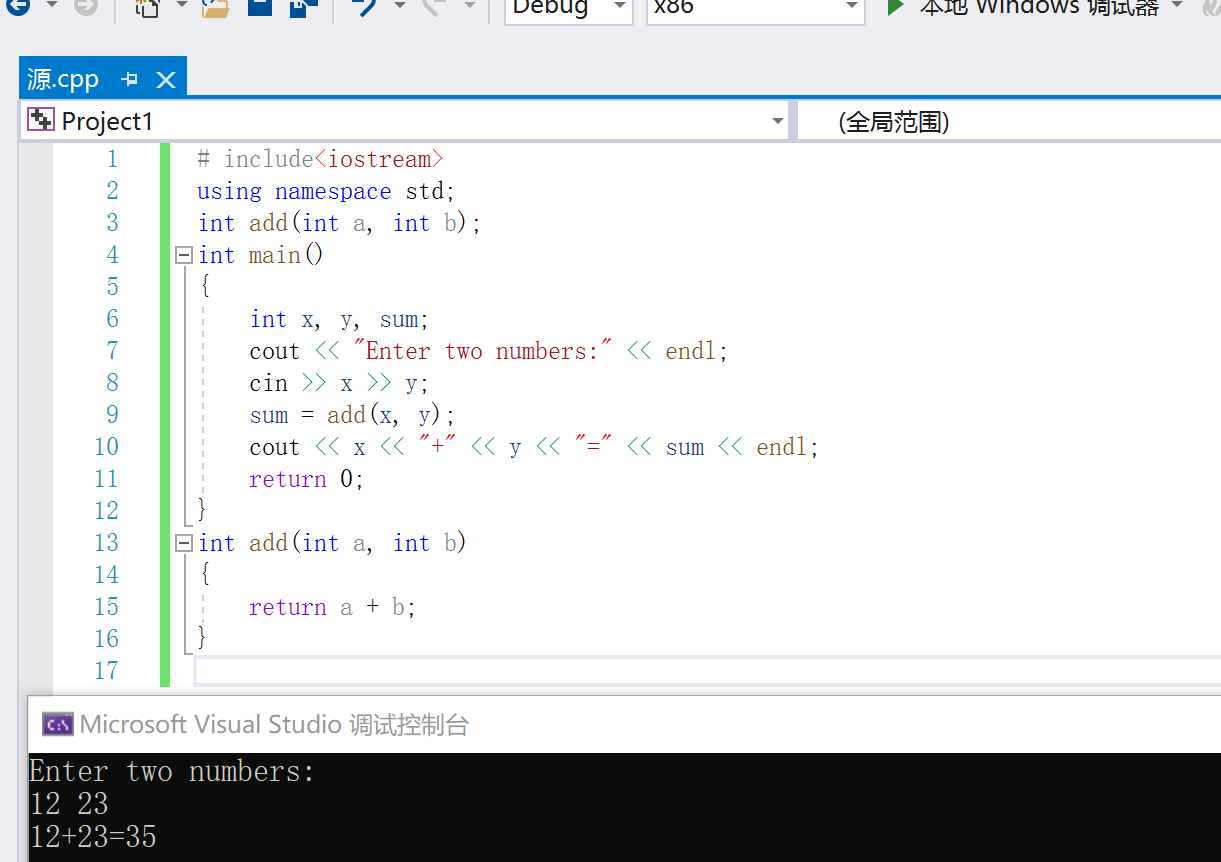 Debug x86 本地 Windows 调试器
源.cpp
Project1 (全局范围)
1 # include<iostream>
2 using namespace std;
3 int add(int a, int b);
4 int main()
5 {
6 int x, y, sum;
7 cout << "Enter two numbers:" << endl;
8 cin >> x >> y;
9 sum = add(x, y);
10 cout << x << "+" << y << "=" << sum << endl;
11 return 0;
12 }
13 int add(int a, int b)
14 {
15 return a + b;
16 }
17
Microsoft Visual Studio 调试控制台
Enter two numbers:
12 23
12+23=35